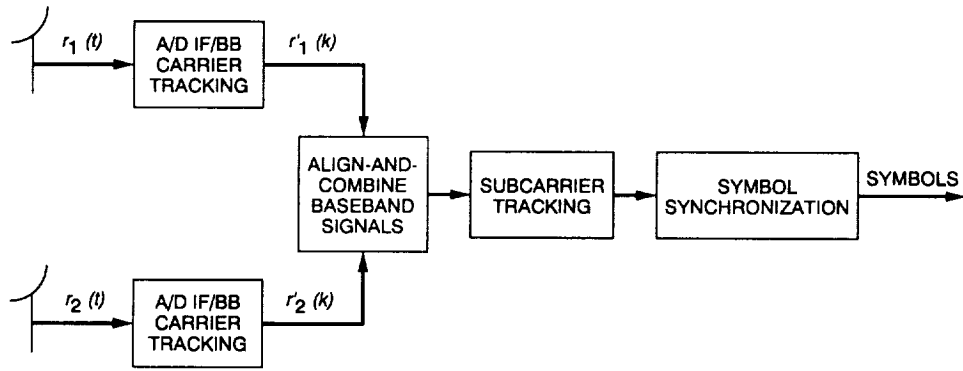 r1 (t)
A/D IF/BB
CARRIER
TRACKING
r'1 (k)
ALIGN-AND-
COMBINE
BASEBAND
SIGNALS
SUBCARRIER
TRACKING
SYMBOL
SYNCHRONIZATION
SYMBOLS
r2 (t)
A/D IF/BB
CARRIER
TRACKING
r'2 (k)